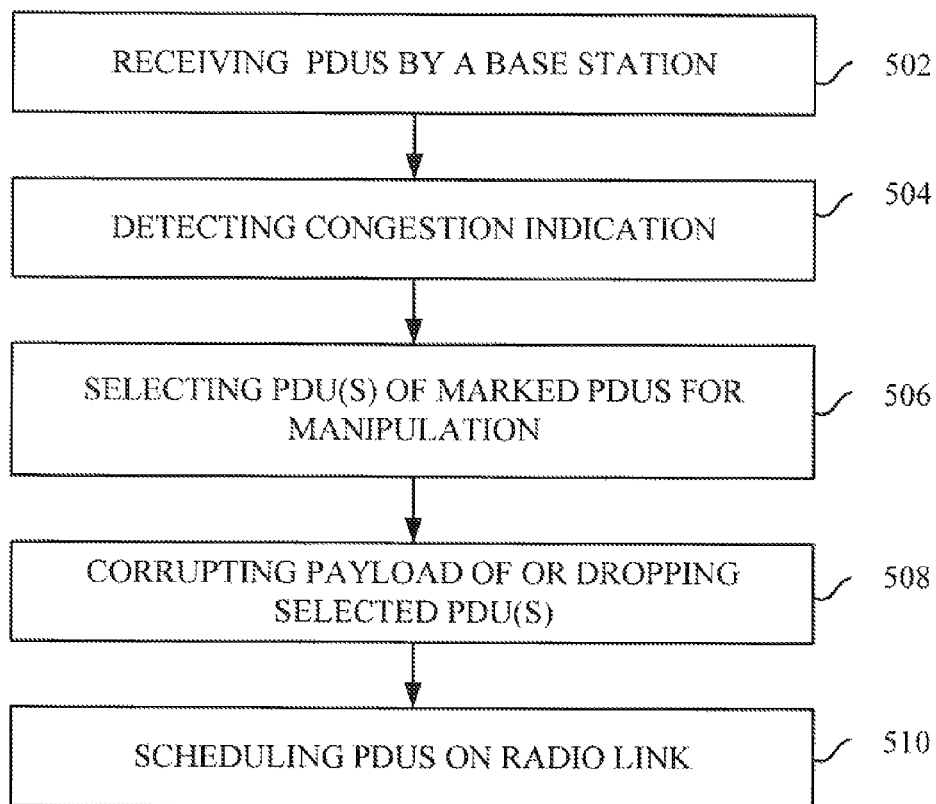 RECEIVING PDUS BY A BASE STATION
502
DETECTING CONGESTION INDICATION
504
SELECTING PDU(S) OF MARKED PDUS FOR
MANIPULATION
506
CORRUPTING PAYLOAD OF OR DROPPING
SELECTED PDU(S)
508
SCHEDULING PDUS ON RADIO LINK
510